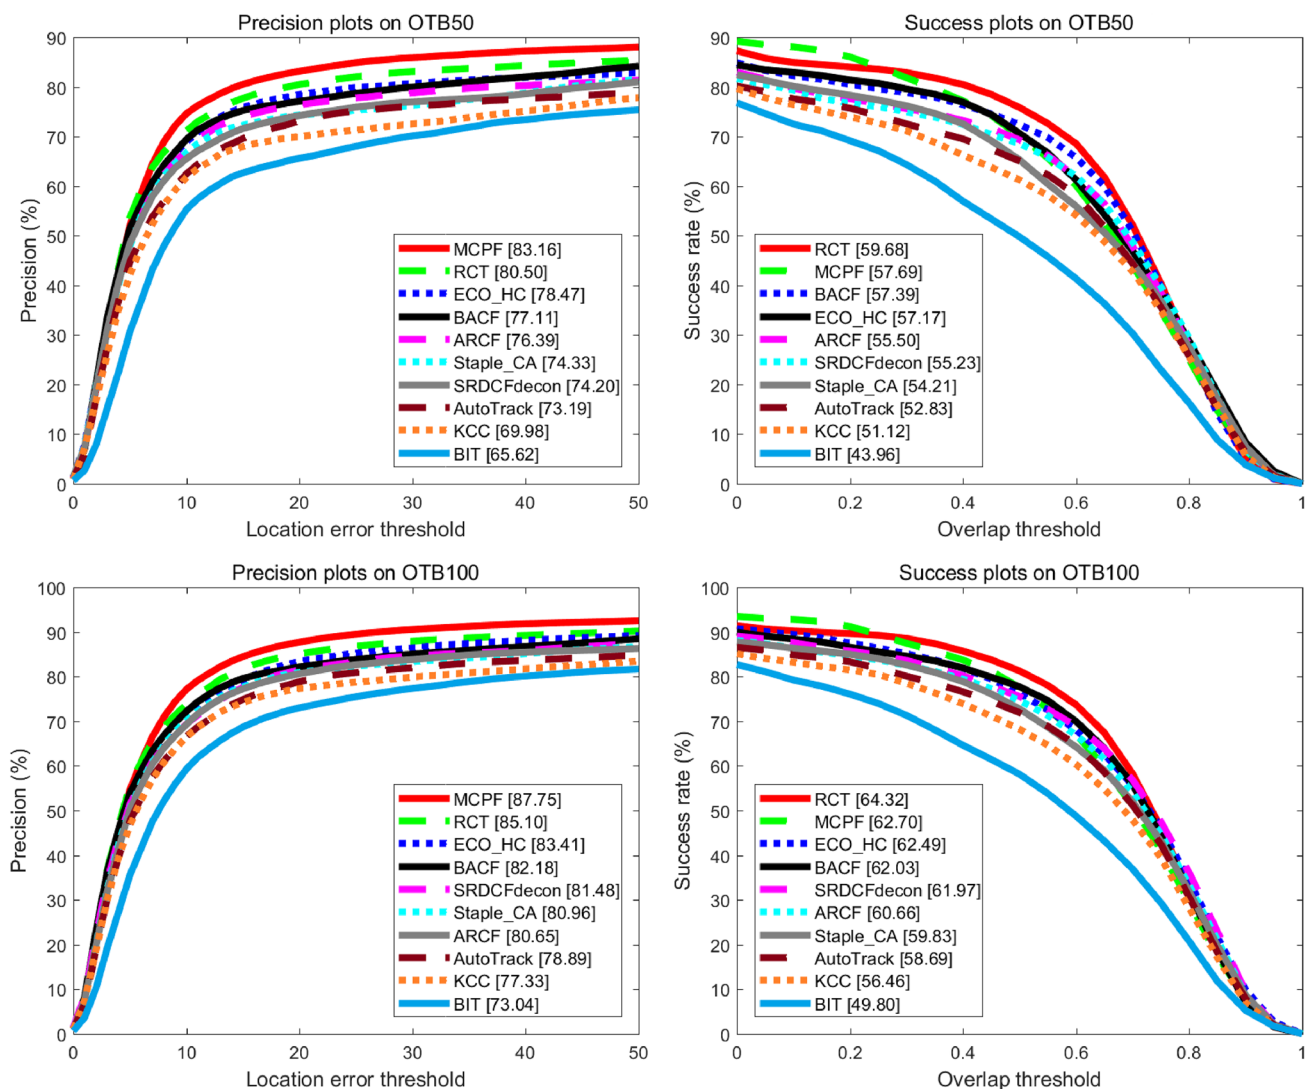 Precision plots on OTB50
90
80
70
60
50
40
30
20
10
0
Precision (%)
MCPF [83.16]
RCT [80.50]
ECO_HC [78.47]
BACF [77.11]
ARCF [76.39]
Staple_CA [74.33]
SRDCFdecon [74.20]
AutoTrack [73.19]
KCC [69.98]
BIT [65.62]
0 10 20 30 40 50
Location error threshold
Success plots on OTB50
90
80
70
60
50
40
30
20
10
0
Success rate (%)
RCT [59.68]
MCPF [57.69]
BACF [57.39]
ECO_HC [57.17]
ARCF [55.50]
SRDCFdecon [55.23]
Staple_CA [54.21]
AutoTrack [52.83]
KCC [51.12]
BIT [43.96]
0 0.2 0.4 0.6 0.8 1
Overlap threshold
Precision plots on OTB100
100
90
80
70
60
50
40
30
20
10
0
Precision (%)
MCPF [87.75]
RCT [85.10]
ECO_HC [83.41]
BACF [82.18]
SRDCFdecon [81.48]
Staple_CA [80.96]
ARCF [80.65]
AutoTrack [78.89]
KCC [77.33]
BIT [73.04]
0 10 20 30 40 50
Location error threshold
Success plots on OTB100
100
90
80
70
60
50
40
30
20
10
0
Success rate (%)
RCT [64.32]
MCPF [62.70]
ECO_HC [62.49]
BACF [62.03]
SRDCFdecon [61.97]
ARCF [60.66]
Staple_CA [59.83]
AutoTrack [58.69]
KCC [56.46]
BIT [49.80]
0 0.2 0.4 0.6 0.8 1
Overlap threshold